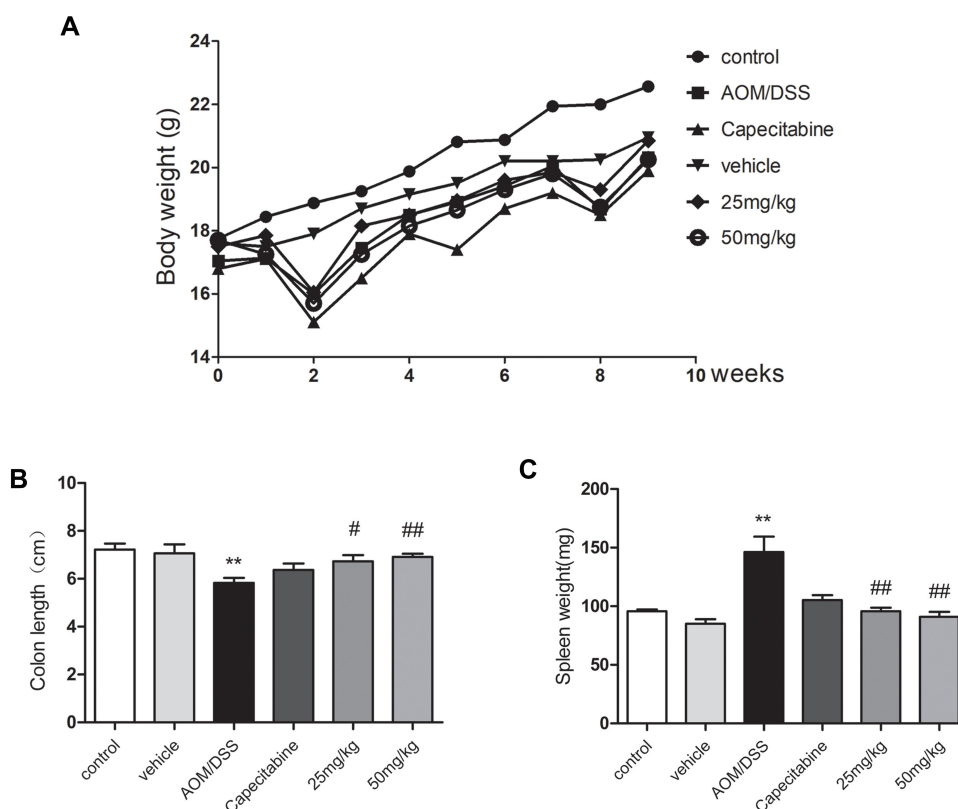 A
24
22
20
18
16
14
Body weight (g)
0 2 4 6 8 10 weeks
control
AOM/DSS
Capecitabine
vehicle
25mg/kg
50mg/kg
B
10
8
6
4
2
0
Colon length (cm)
** # ##
control vehicle AOM/DSS Capecitabine 25mg/kg 50mg/kg
C
200
150
100
50
0
Spleen weight(mg)
** ## ##
control vehicle AOM/DSS Capecitabine 25mg/kg 50mg/kg